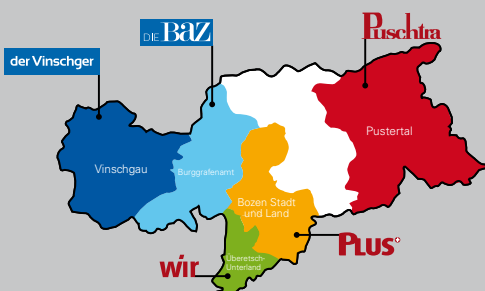 der Vinschger
DIE BaZ
Puschtra
Vinschgau
Burggrafenamt
Pustertal
Bozen Stadt
und Land
PLUS+
wir
Überetsch-
Unterland